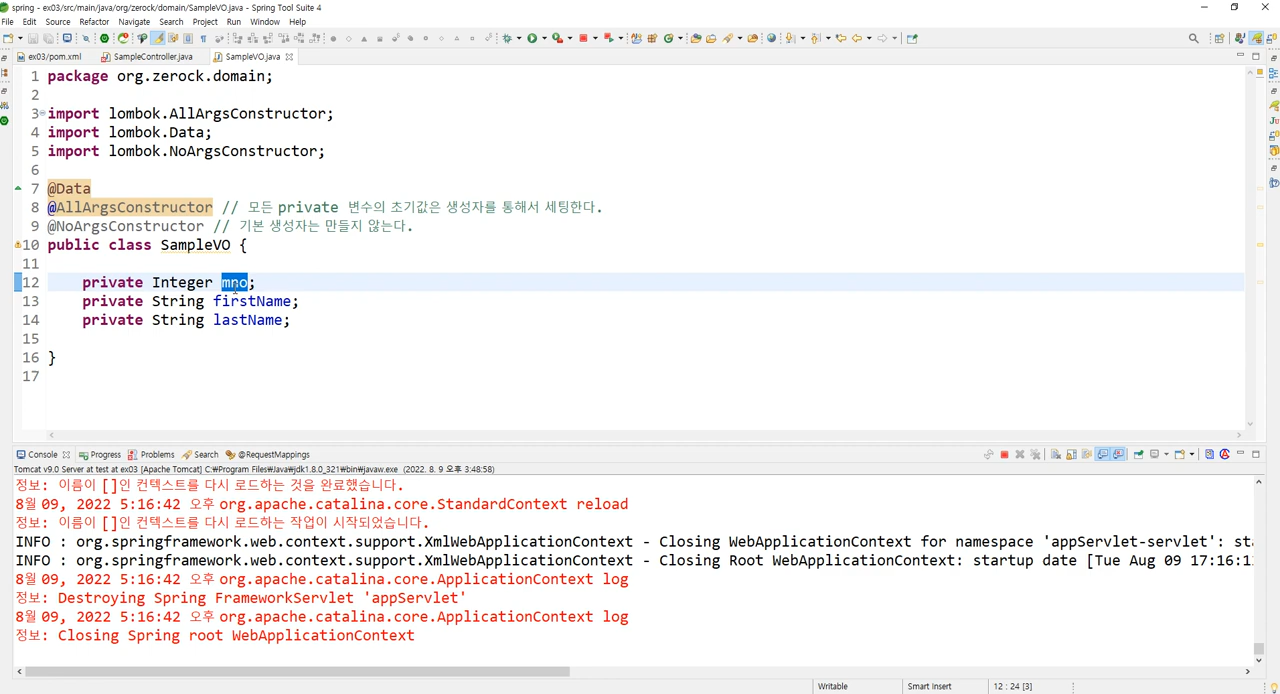 spring - ex03/src/main/java/org/zerock/domain/SampleVO.java - Spring Tool Suite 4
File Edit Source Refactor Navigate Search Project Run Window Help
ex03/pom.xml SampleController.java SampleVO.java
1 package org.zerock.domain;
2
3 import lombok.AllArgsConstructor;
4 import lombok.Data;
5 import lombok.NoArgsConstructor;
6
7 @Data
8 @AllArgsConstructor // 모든 private 변수의 초기값은 생성자를 통해서 세팅한다.
9 @NoArgsConstructor // 기본 생성자는 만들지 않는다.
10 public class SampleVO {
11
12 private Integer mno;
13 private String firstName;
14 private String lastName;
15
16 }
17
Console Progress Problems Search @RequestMappings
Tomcat v9.0 Server at test at ex03 [Apache Tomcat] C:₩Program Files₩Java₩jdk1.8.0_321₩bin₩javaw.exe (2022. 8. 9 오후 3:48:58)
정보: 이름이 []인 컨텍스트를 다시 로드하는 것을 완료했습니다.
8월 09, 2022 5:16:42 오후 org.apache.catalina.core.StandardContext reload
정보: 이름이 []인 컨텍스트를 다시 로드하는 작업이 시작되었습니다.
INFO : org.springframework.web.context.support.XmlWebApplicationContext - Closing WebApplicationContext for namespace 'appServlet-servlet': sta
INFO : org.springframework.web.context.support.XmlWebApplicationContext - Closing Root WebApplicationContext: startup date [Tue Aug 09 17:16:1
8월 09, 2022 5:16:42 오후 org.apache.catalina.core.ApplicationContext log
정보: Destroying Spring FrameworkServlet 'appServlet'
8월 09, 2022 5:16:42 오후 org.apache.catalina.core.ApplicationContext log
정보: Closing Spring root WebApplicationContext
Writable Smart Insert 12 : 24 [3]